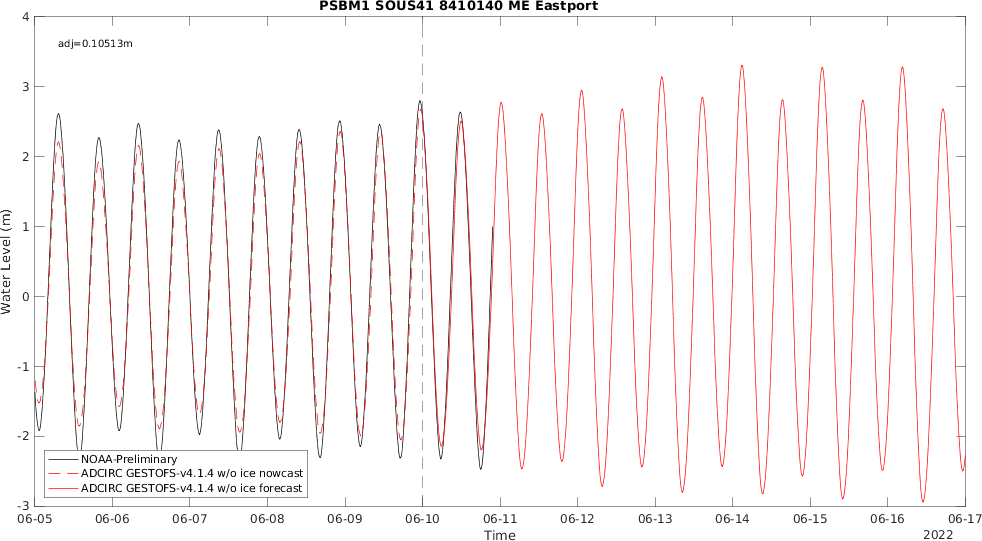 PSBM1 SOUS41 8410140 ME Eastport
adj=0.10513m
Water Level (m)
4
3
2
1
0
-1
-2
-3
NOAA-Preliminary
ADCIRC GESTOFS-v4.1.4 w/o ice nowcast
ADCIRC GESTOFS-v4.1.4 w/o ice forecast
06-05 06-06 06-07 06-08 06-09 06-10 06-11 06-12 06-13 06-14 06-15 06-16 06-17
Time
2022